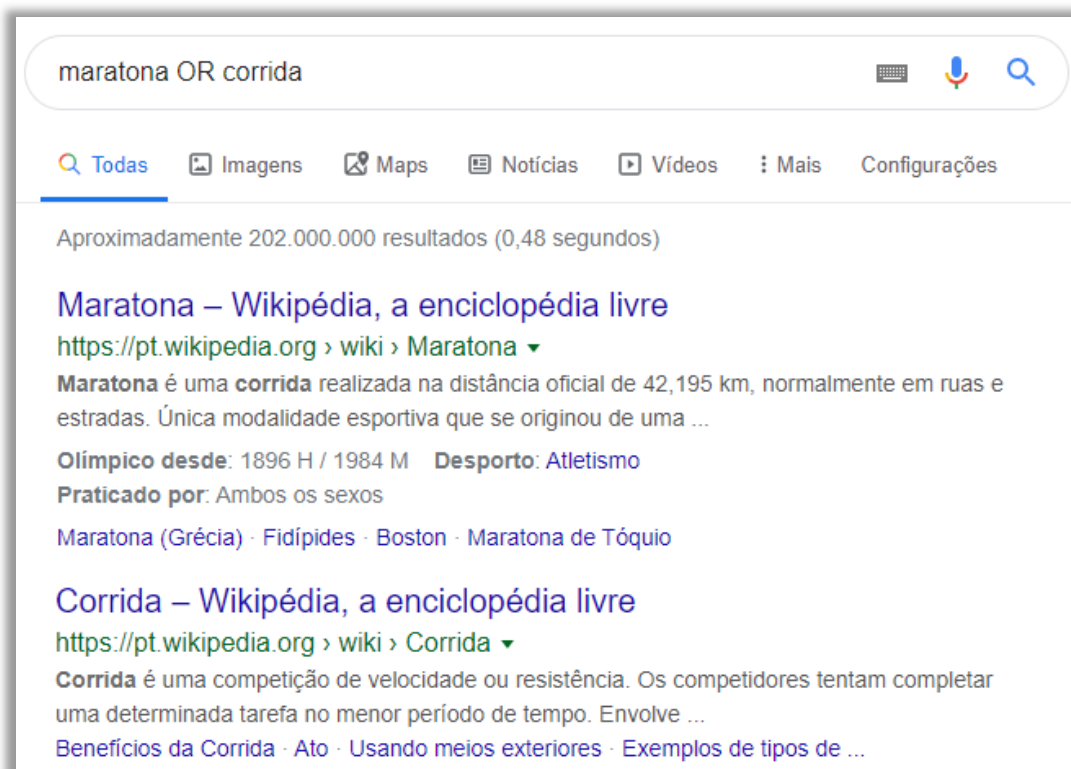 maratona OR corrida
Todas Imagens Maps Notícias Vídeos Mais Configurações
Aproximadamente 202.000.000 resultados (0,48 segundos)
Maratona – Wikipédia, a enciclopédia livre
https://pt.wikipedia.org › wiki › Maratona
Maratona é uma corrida realizada na distância oficial de 42,195 km, normalmente em ruas e
estradas. Única modalidade esportiva que se originou de uma ...
Olímpico desde: 1896 H / 1984 M Desporto: Atletismo
Praticado por: Ambos os sexos
Maratona (Grécia) · Fidípides · Boston · Maratona de Tóquio
Corrida – Wikipédia, a enciclopédia livre
https://pt.wikipedia.org › wiki › Corrida
Corrida é uma competição de velocidade ou resistência. Os competidores tentam completar
uma determinada tarefa no menor período de tempo. Envolve ...
Benefícios da Corrida · Ato · Usando meios exteriores · Exemplos de tipos de ...